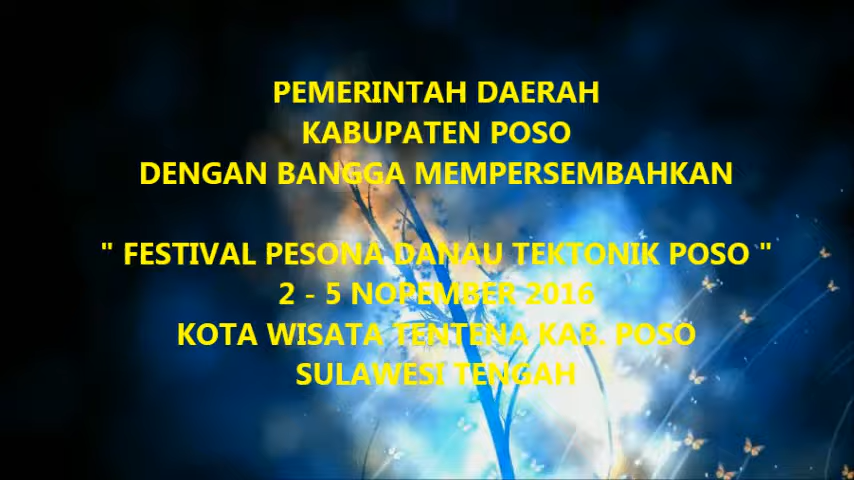 PEMERINTAH DAERAH
KABUPATEN POSO
DENGAN BANGGA MEMPERSEMBAHKAN
" FESTIVAL PESONA DANAU TEKTONIK POSO "
2 - 5 NOPEMBER 2016
KOTA WISATA TENTENA KAB. POSO
SULAWESI TENGAH